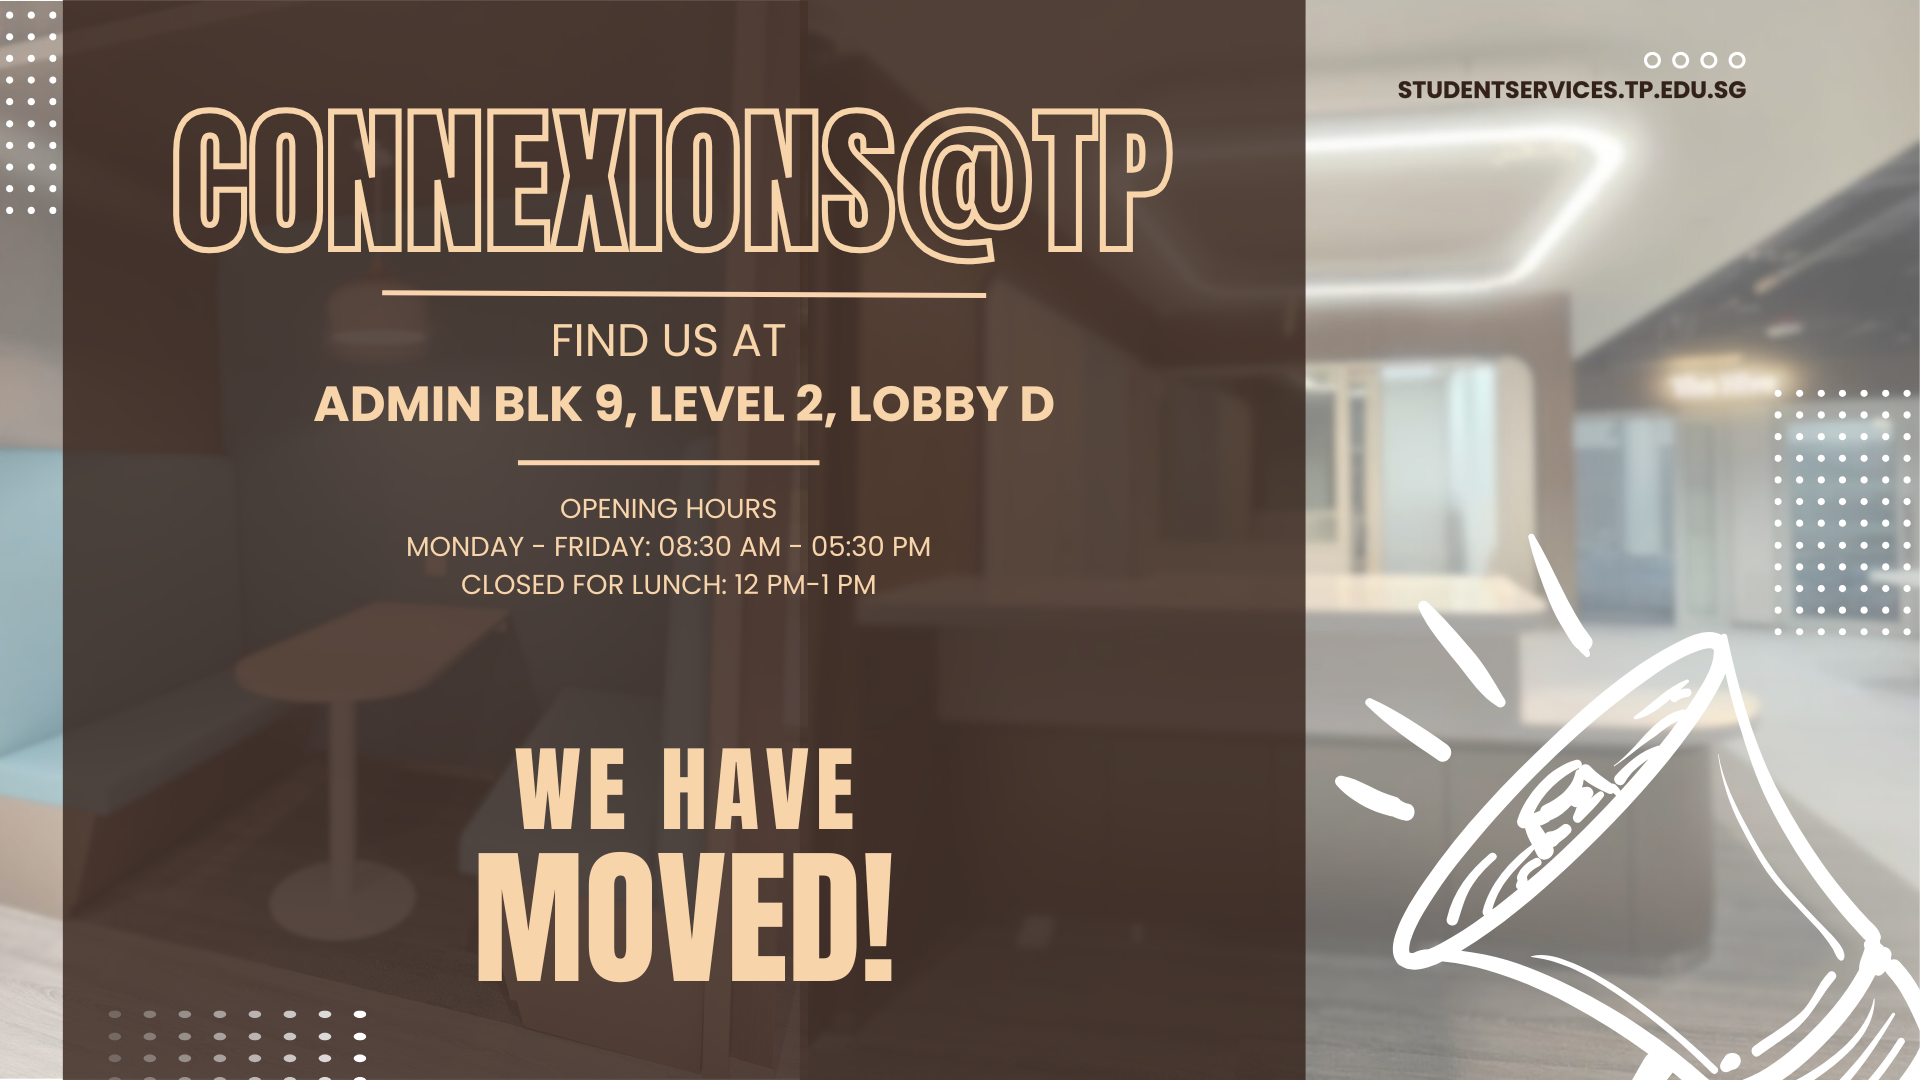 CONNEXIONS@TP
FIND US AT
ADMIN BLK 9, LEVEL 2, LOBBY D
OPENING HOURS
MONDAY - FRIDAY: 08:30 AM - 05:30 PM
CLOSED FOR LUNCH: 12 PM-1 PM
WE HAVE
MOVED!
STUDENTSERVICES.TP.EDU.SG